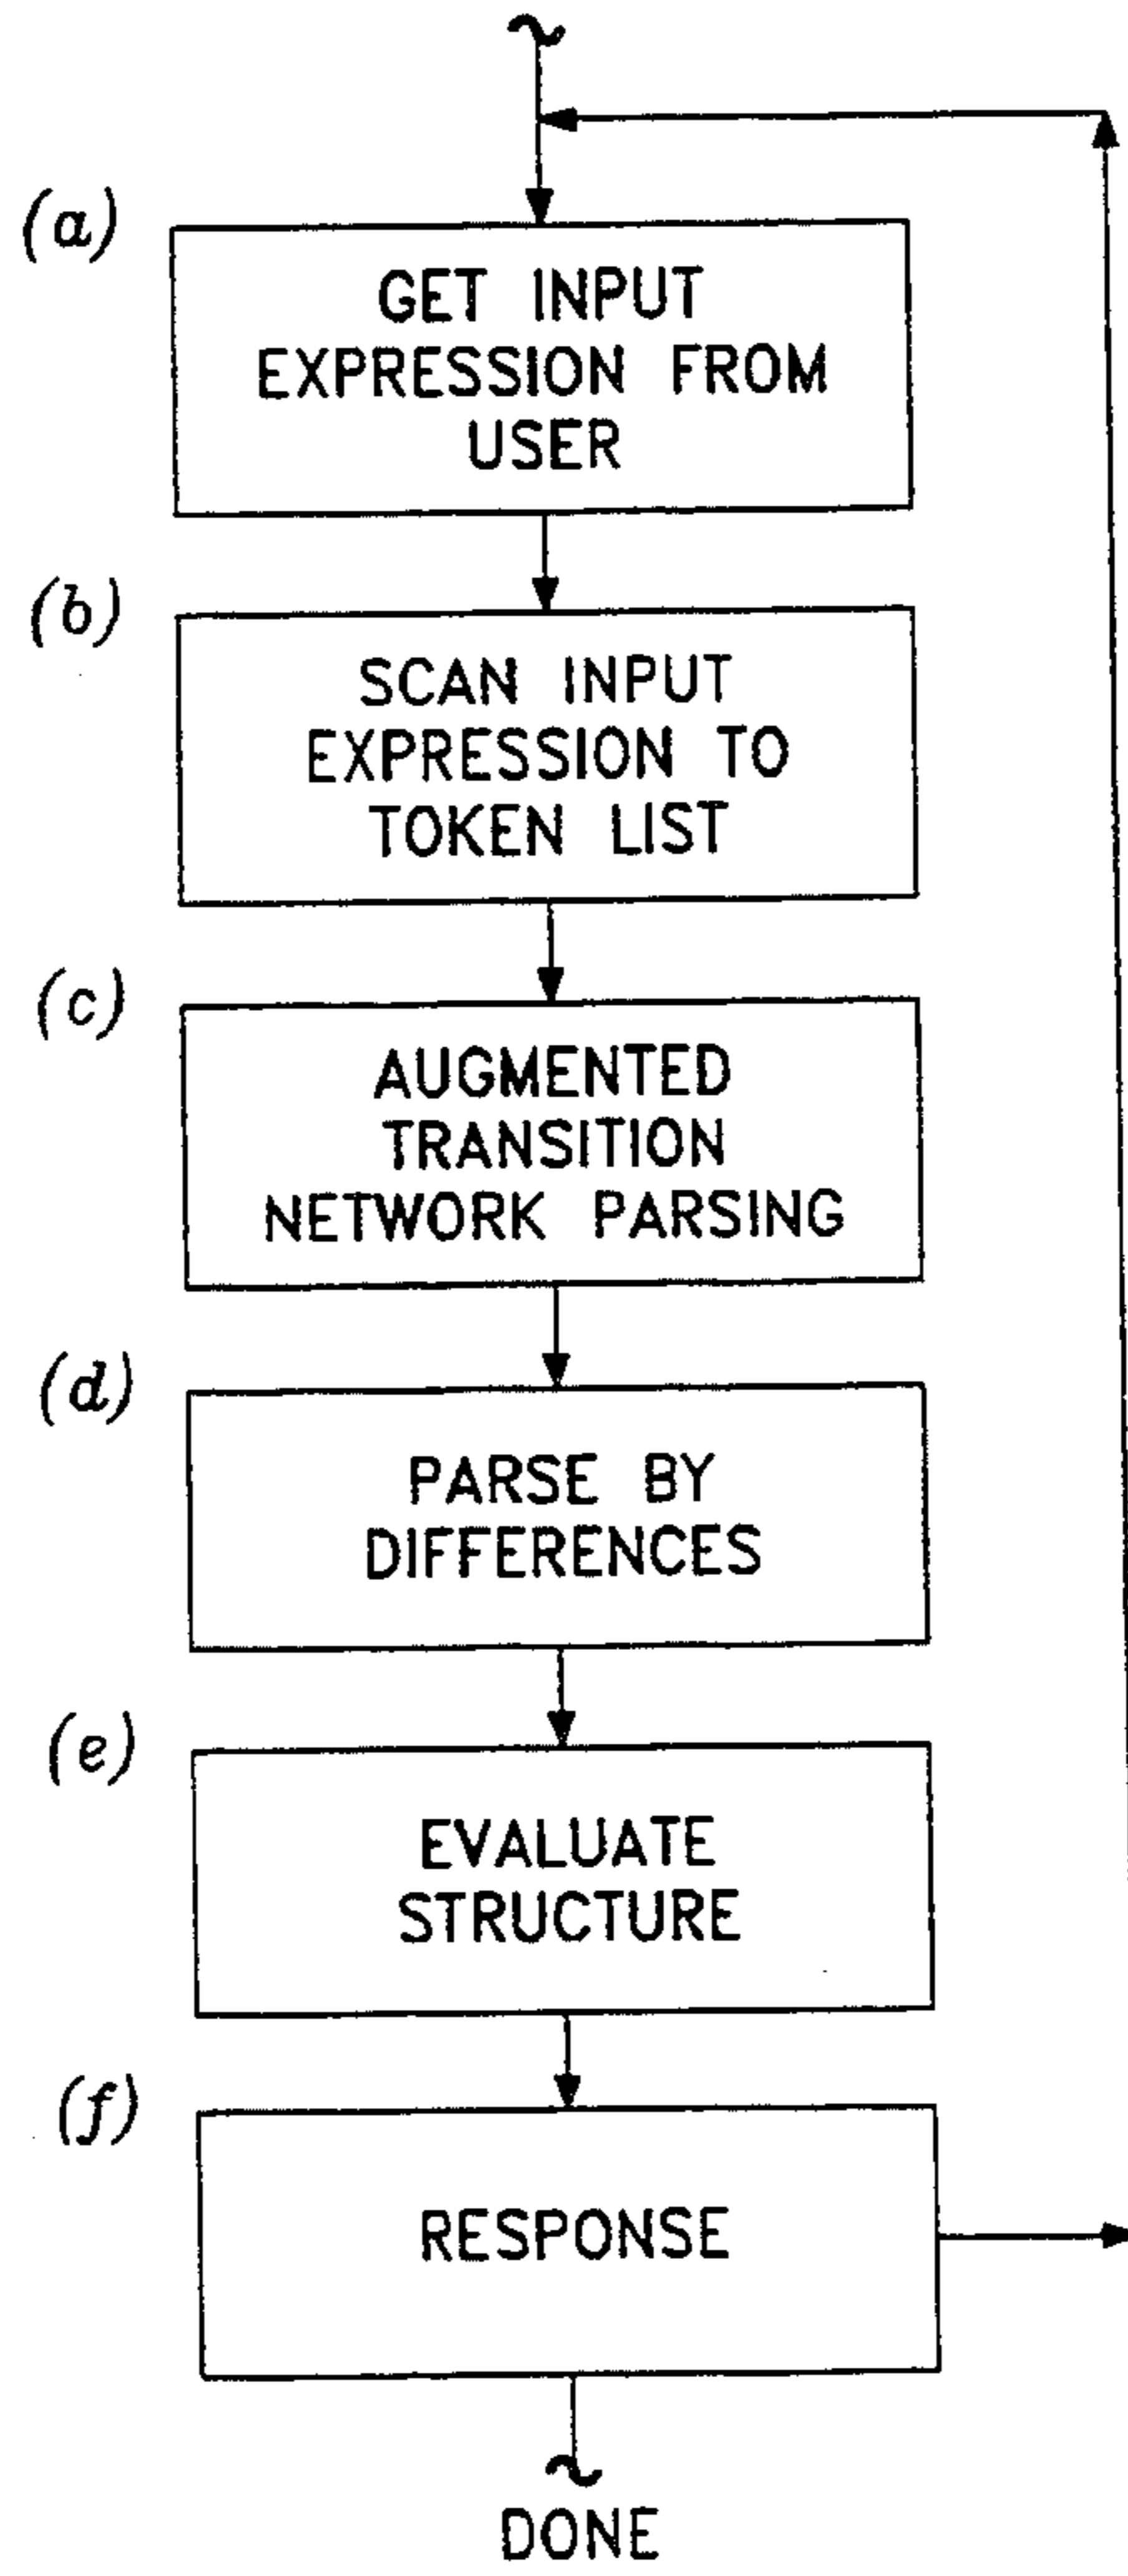 (a)
GET INPUT
EXPRESSION FROM
USER
(b)
SCAN INPUT
EXPRESSION TO
TOKEN LIST
(c)
AUGMENTED
TRANSITION
NETWORK PARSING
(d)
PARSE BY
DIFFERENCES
(e)
EVALUATE
STRUCTURE
(f)
RESPONSE
DONE